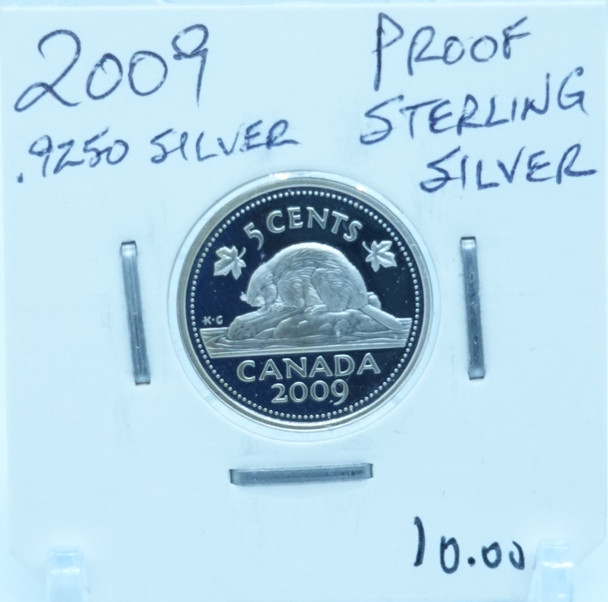 2009
PROOF
.9250 SILVER
STERLING
SILVER
5 CENTS
K·G
CANADA
2009
10.00